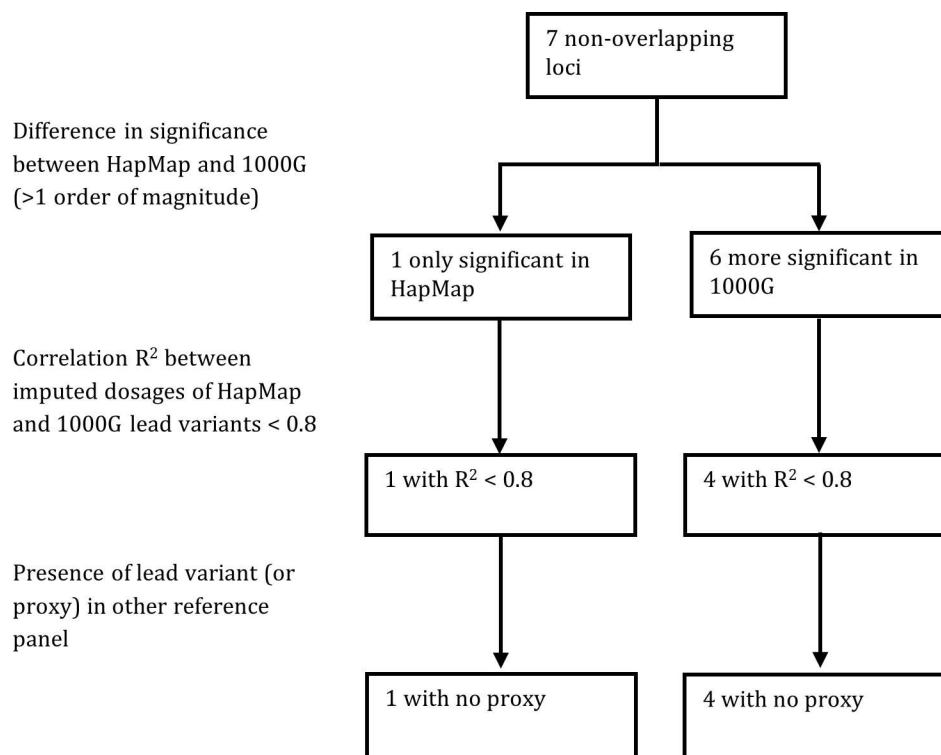 7 non-overlapping
loci
Difference in significance
between HapMap and 1000G
(>1 order of magnitude)
1 only significant in
HapMap
6 more significant in
1000G
Correlation R² between
imputed dosages of HapMap
and 1000G lead variants < 0.8
1 with R² < 0.8
4 with R² < 0.8
Presence of lead variant (or
proxy) in other reference
panel
1 with no proxy
4 with no proxy